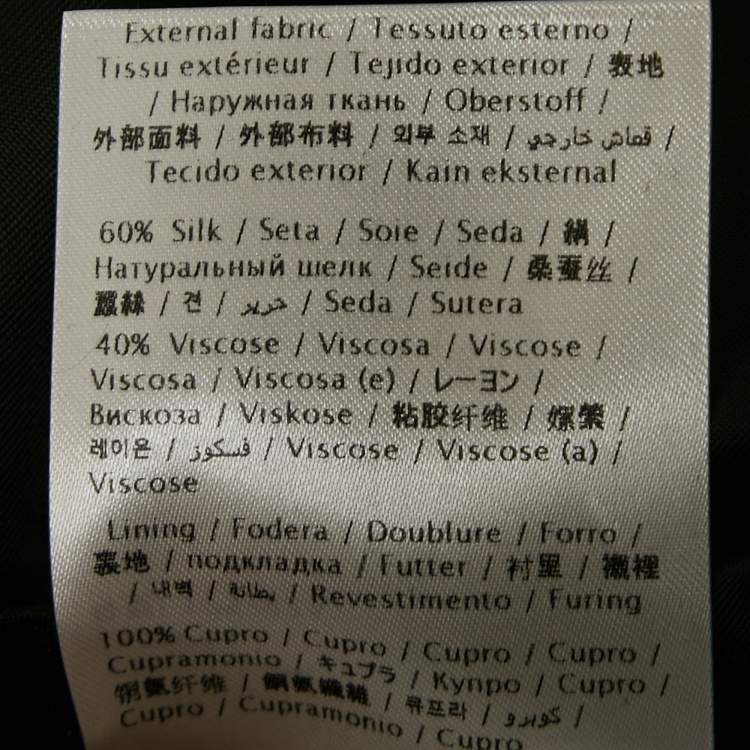 External fabric / Tessuto esterno /
Tissu extérieur / Tejido exterior / 表地
/ Наружная ткань / Oberstoff /
外部面料 / 外部布料 / 외부 소재 / قماش خارجي /
Tecido exterior / Kain eksternal
60% Silk / Seta / Soie / Seda / 絹 /
Натуральный шелк / Seide / 桑蚕丝 /
蠶絲 / 견 / حرير / Seda / Sutera
40% Viscose / Viscosa / Viscose /
Viscosa / Viscosa (e) / レーヨン /
Вискоза / Viskose / 粘胶纤维 / 嫘縈 /
레이온 / فسكوز / Viscose / Viscose (a) /
Viscose
Lining / Fodera / Doublure / Forro /
裏地 / подкладка / Futter / 衬里 / 襯裡
/ 내벽 / بطانة / Revestimento / Furing
100% Cupro / Cupro / Cupro / Cupro /
Cupramonio / キュプラ / Купро / Cupro /
铜氨纤维 / 銅氨纖維 / 큐프라 / كوبرو /
Cupro / Cupramonio / Cupro